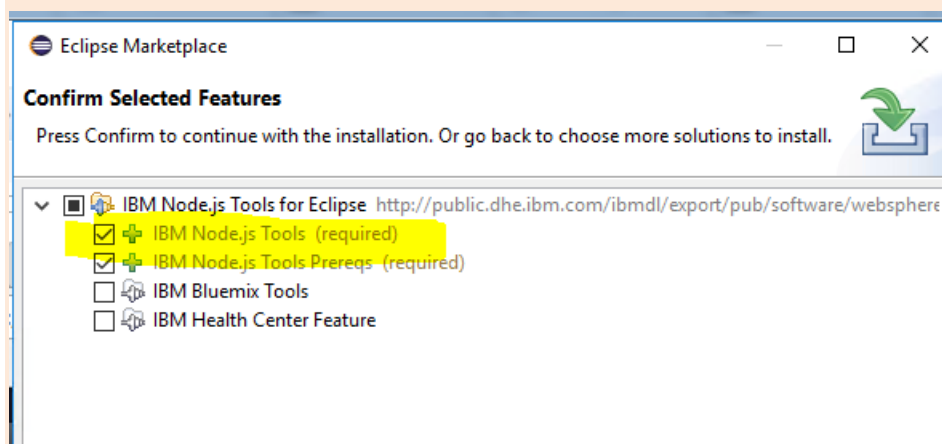 Eclipse Marketplace
Confirm Selected Features
Press Confirm to continue with the installation. Or go back to choose more solutions to install.
IBM Node.js Tools for Eclipse http://public.dhe.ibm.com/ibmdl/export/pub/software/websphere
IBM Node.js Tools (required)
IBM Node.js Tools Prereqs (required)
IBM Bluemix Tools
IBM Health Center Feature